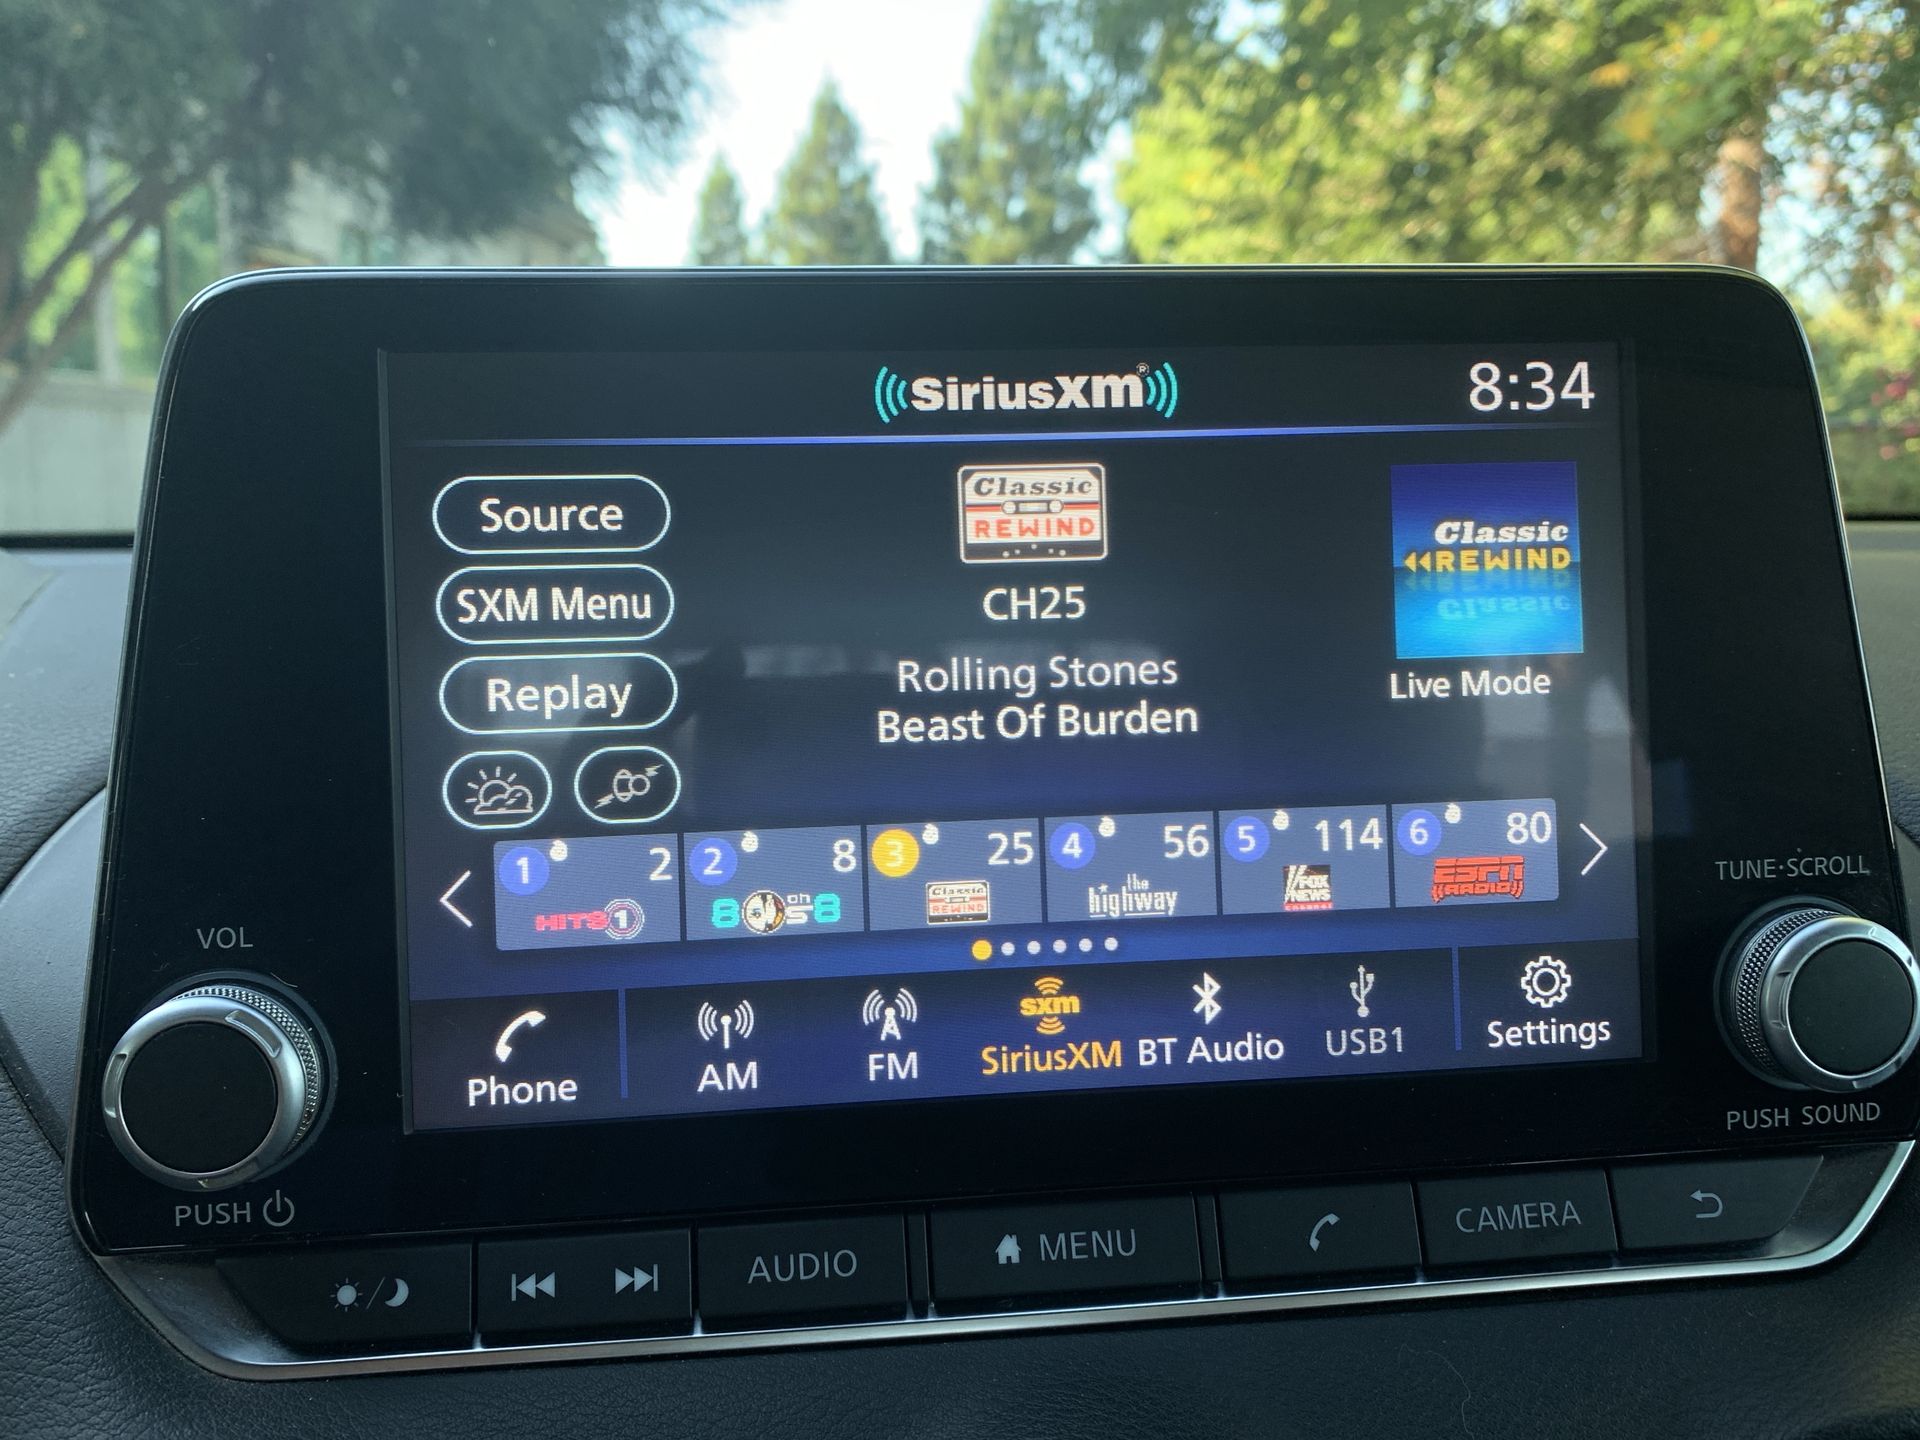 SiriusXm®
8:34
Source
SXM Menu
Replay
Classic
REWIND
CH25
Rolling Stones
Beast Of Burden
Classic
REWIND
Classic
Live Mode
1 2
HITS 1
2 8
80s on 8
3 25
Classic
REWIND
4 56
the
highway
5 114
FOX
NEWS
channel
6 80
ESPN
RADIO
Phone
AM
FM
sxm
SiriusXM
BT Audio
USB1
Settings
VOL
PUSH
TUNE·SCROLL
PUSH SOUND
AUDIO
MENU
CAMERA